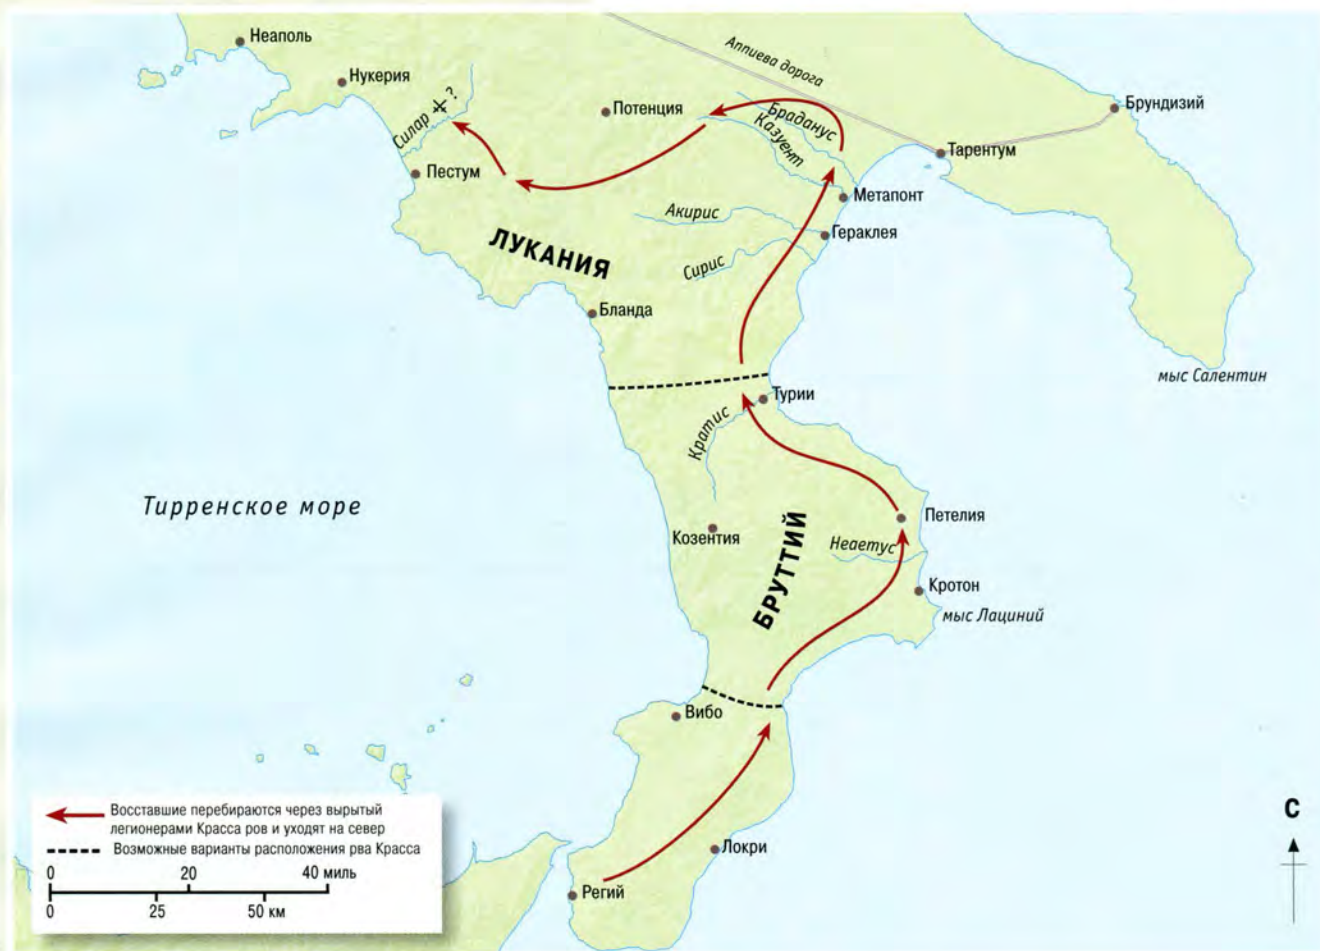 Неаполь
Нукерия
Аппиева дорога
Брундизий
Силар ?
Потенция
Браданус
Казуент
Тарентум
Пестум
Метапонт
Акирис
Гераклея
ЛУКАНИЯ
Сирис
Бланда
мыс Салентин
Турии
Кратис
Тирренское море
Петелия
Козентия
Неаетус
БРУТТИЙ
Кротон
мыс Лациний
Вибо
Локри
Регий
С
Восставшие перебираются через вырытый
легионерами Красса ров и уходят на север
Возможные варианты расположения рва Красса
0 20 40 миль
0 25 50 км